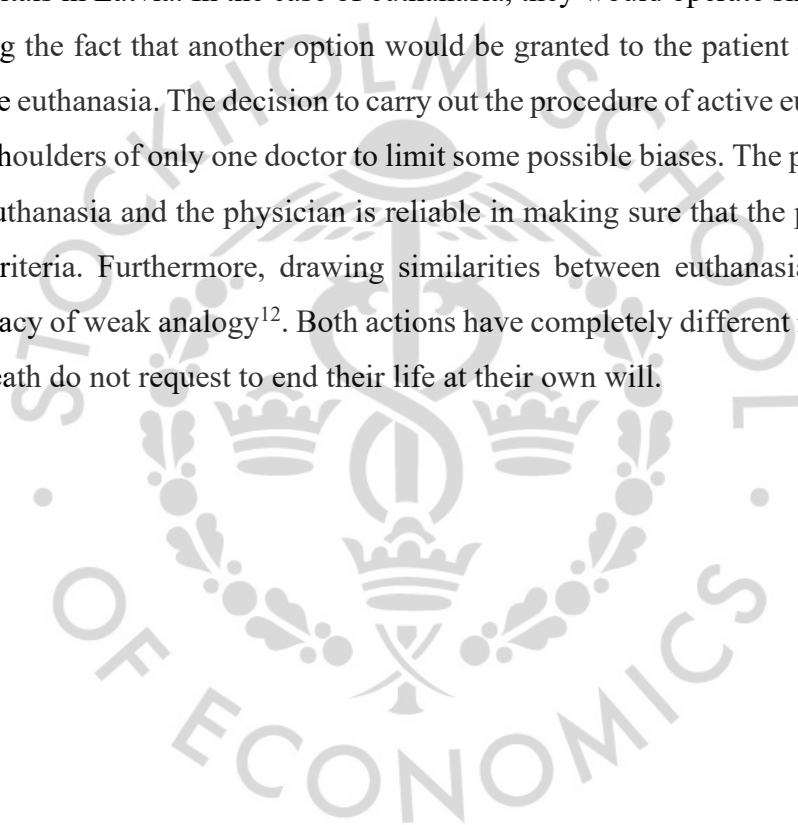 in Latvia. In the case of euthanasia, they would operate
g the fact that another option would be granted to the patient
e euthanasia. The decision to carry out the procedure of active eu
houlders of only one doctor to limit some possible biases. The p
uthanasia and the physician is reliable in making sure that the p
riteria. Furthermore, drawing similarities between euthanasia
acy of weak analogy¹². Both actions have completely different
eath do not request to end their life at their own will.
STOCKHOLM SCHOOL
OF ECONOMICS